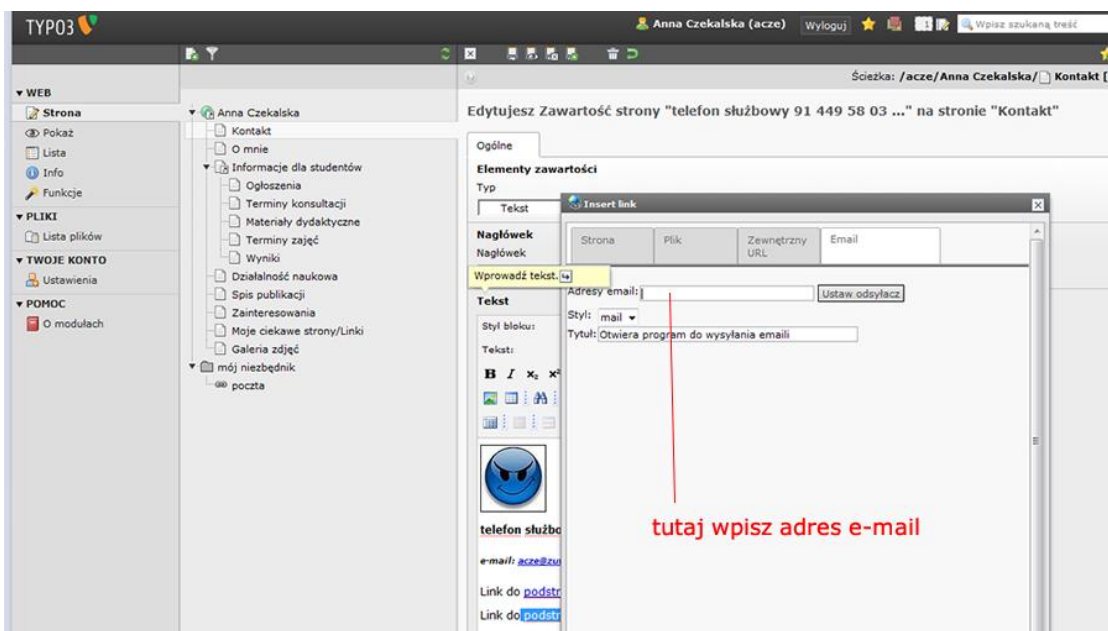 TYPO3
Anna Czekalska (acze)
Wyloguj
Wpisz szukaną treść
Ścieżka: /acze/Anna Czekalska/ Kontakt [
WEB
Strona
Pokaż
Lista
Info
Funkcje
PLIKI
Lista plików
TWOJE KONTO
Ustawienia
POMOC
O modułach
Anna Czekalska
Kontakt
O mnie
Informacje dla studentów
Ogłoszenia
Terminy konsultacji
Materiały dydaktyczne
Terminy zajęć
Wyniki
Działalność naukowa
Spis publikacji
Zainteresowania
Moje ciekawe strony/Linki
Galeria zdjęć
mój niezbędnik
poczta
Edytujesz Zawartość strony "telefon służbowy 91 449 58 03 ..." na stronie "Kontakt"
Ogólne
Elementy zawartości
Typ
Tekst
Nagłówek
Nagłówek
Wprowadź tekst.
Tekst
Styl bloku:
Tekst:
B I x₂ x²
telefon służbo
e-mail: acze@zu
Link do podstr
Link do podstr
Insert link
Strona
Plik
Zewnętrzny
URL
Email
Adresy email:
Ustaw odsyłacz
Styl: mail
Tytuł: Otwiera program do wysyłania emaili
tutaj wpisz adres e-mail